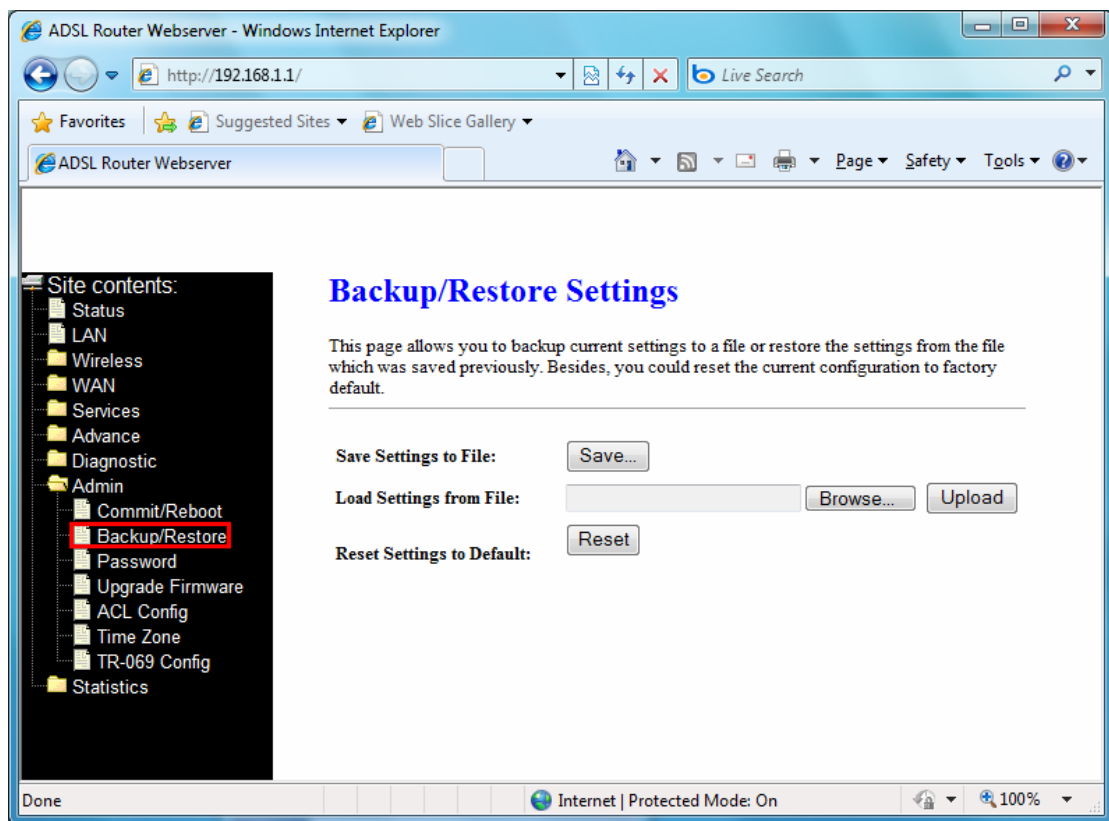 ADSL Router Webserver - Windows Internet Explorer
http://192.168.1.1/
Live Search
Favorites
Suggested Sites
Web Slice Gallery
ADSL Router Webserver
Page
Safety
Tools
Site contents:
Status
LAN
Wireless
WAN
Services
Advance
Diagnostic
Admin
Commit/Reboot
Backup/Restore
Password
Upgrade Firmware
ACL Config
Time Zone
TR-069 Config
Statistics
Backup/Restore Settings
This page allows you to backup current settings to a file or restore the settings from the file
which was saved previously. Besides, you could reset the current configuration to factory
default.
Save Settings to File:
Save...
Load Settings from File:
Browse...
Upload
Reset Settings to Default:
Reset
Done
Internet | Protected Mode: On
100%